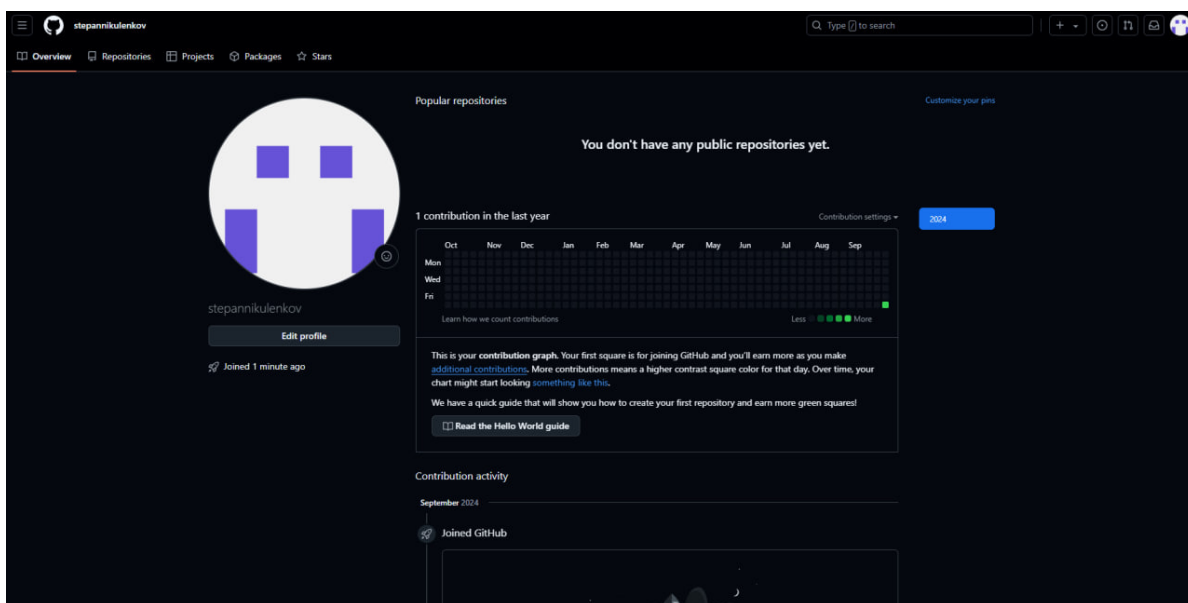 stepannikulenkov
Type / to search
Overview Repositories Projects Packages Stars
Popular repositories
Customize your pins
You don't have any public repositories yet.
1 contribution in the last year
Contribution settings
2024
Oct Nov Dec Jan Feb Mar Apr May Jun Jul Aug Sep
Mon
Wed
Fri
Learn how we count contributions
Less More
stepannikulenkov
Edit profile
Joined 1 minute ago
This is your contribution graph. Your first square is for joining GitHub and you'll earn more as you make
additional contributions. More contributions means a higher contrast square color for that day. Over time, your
chart might start looking something like this.
We have a quick guide that will show you how to create your first repository and earn more green squares!
Read the Hello World guide
Contribution activity
September 2024
Joined GitHub